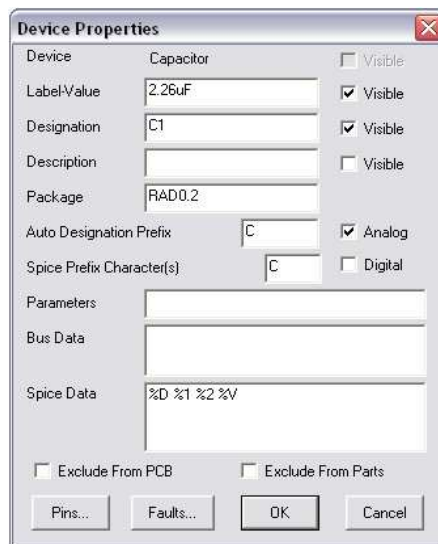 Device Properties
Device Capacitor Visible
Label-Value 2.26uF Visible
Designation C1 Visible
Description Visible
Package RAD0.2
Auto Designation Prefix C Analog
Spice Prefix Character(s) C Digital
Parameters
Bus Data
Spice Data %D %1 %2 %V
Exclude From PCB Exclude From Parts
Pins... Faults... OK Cancel